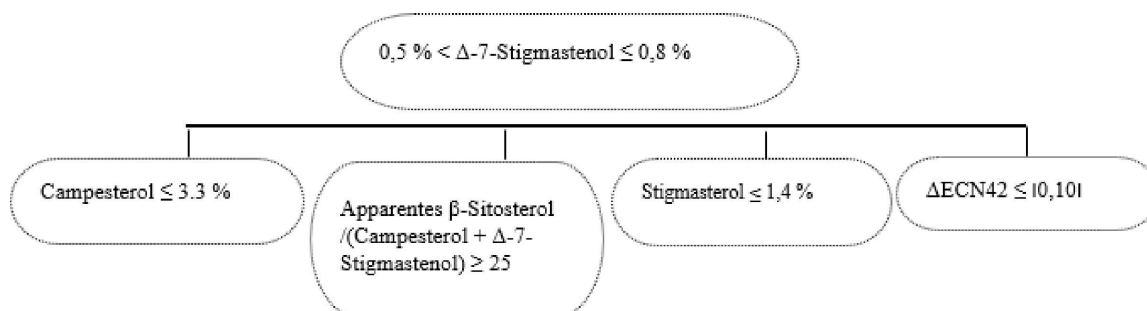 0,5 % < Δ-7-Stigmastenol ≤ 0,8 %
Campesterol ≤ 3.3 %
Apparentes β-Sitosterol
/(Campesterol + Δ-7-
Stigmastenol) ≥ 25
Stigmasterol ≤ 1,4 %
ΔECN42 ≤ |0,10|